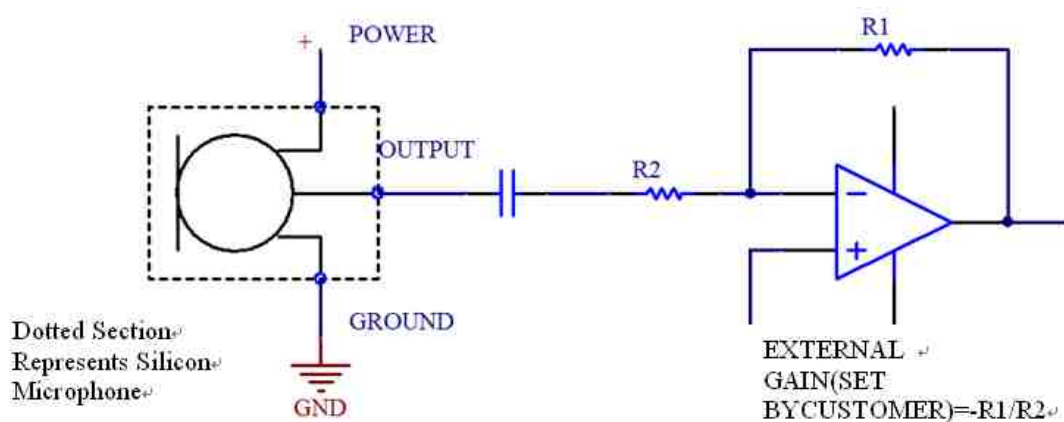 R1
+ POWER
OUTPUT
R2
−
+
GROUND
Dotted Section↵
Represents Silicon↵
Microphone↵
GND
EXTERNAL ↵
GAIN(SET
BYCUSTOMER)=-R1/R2↵